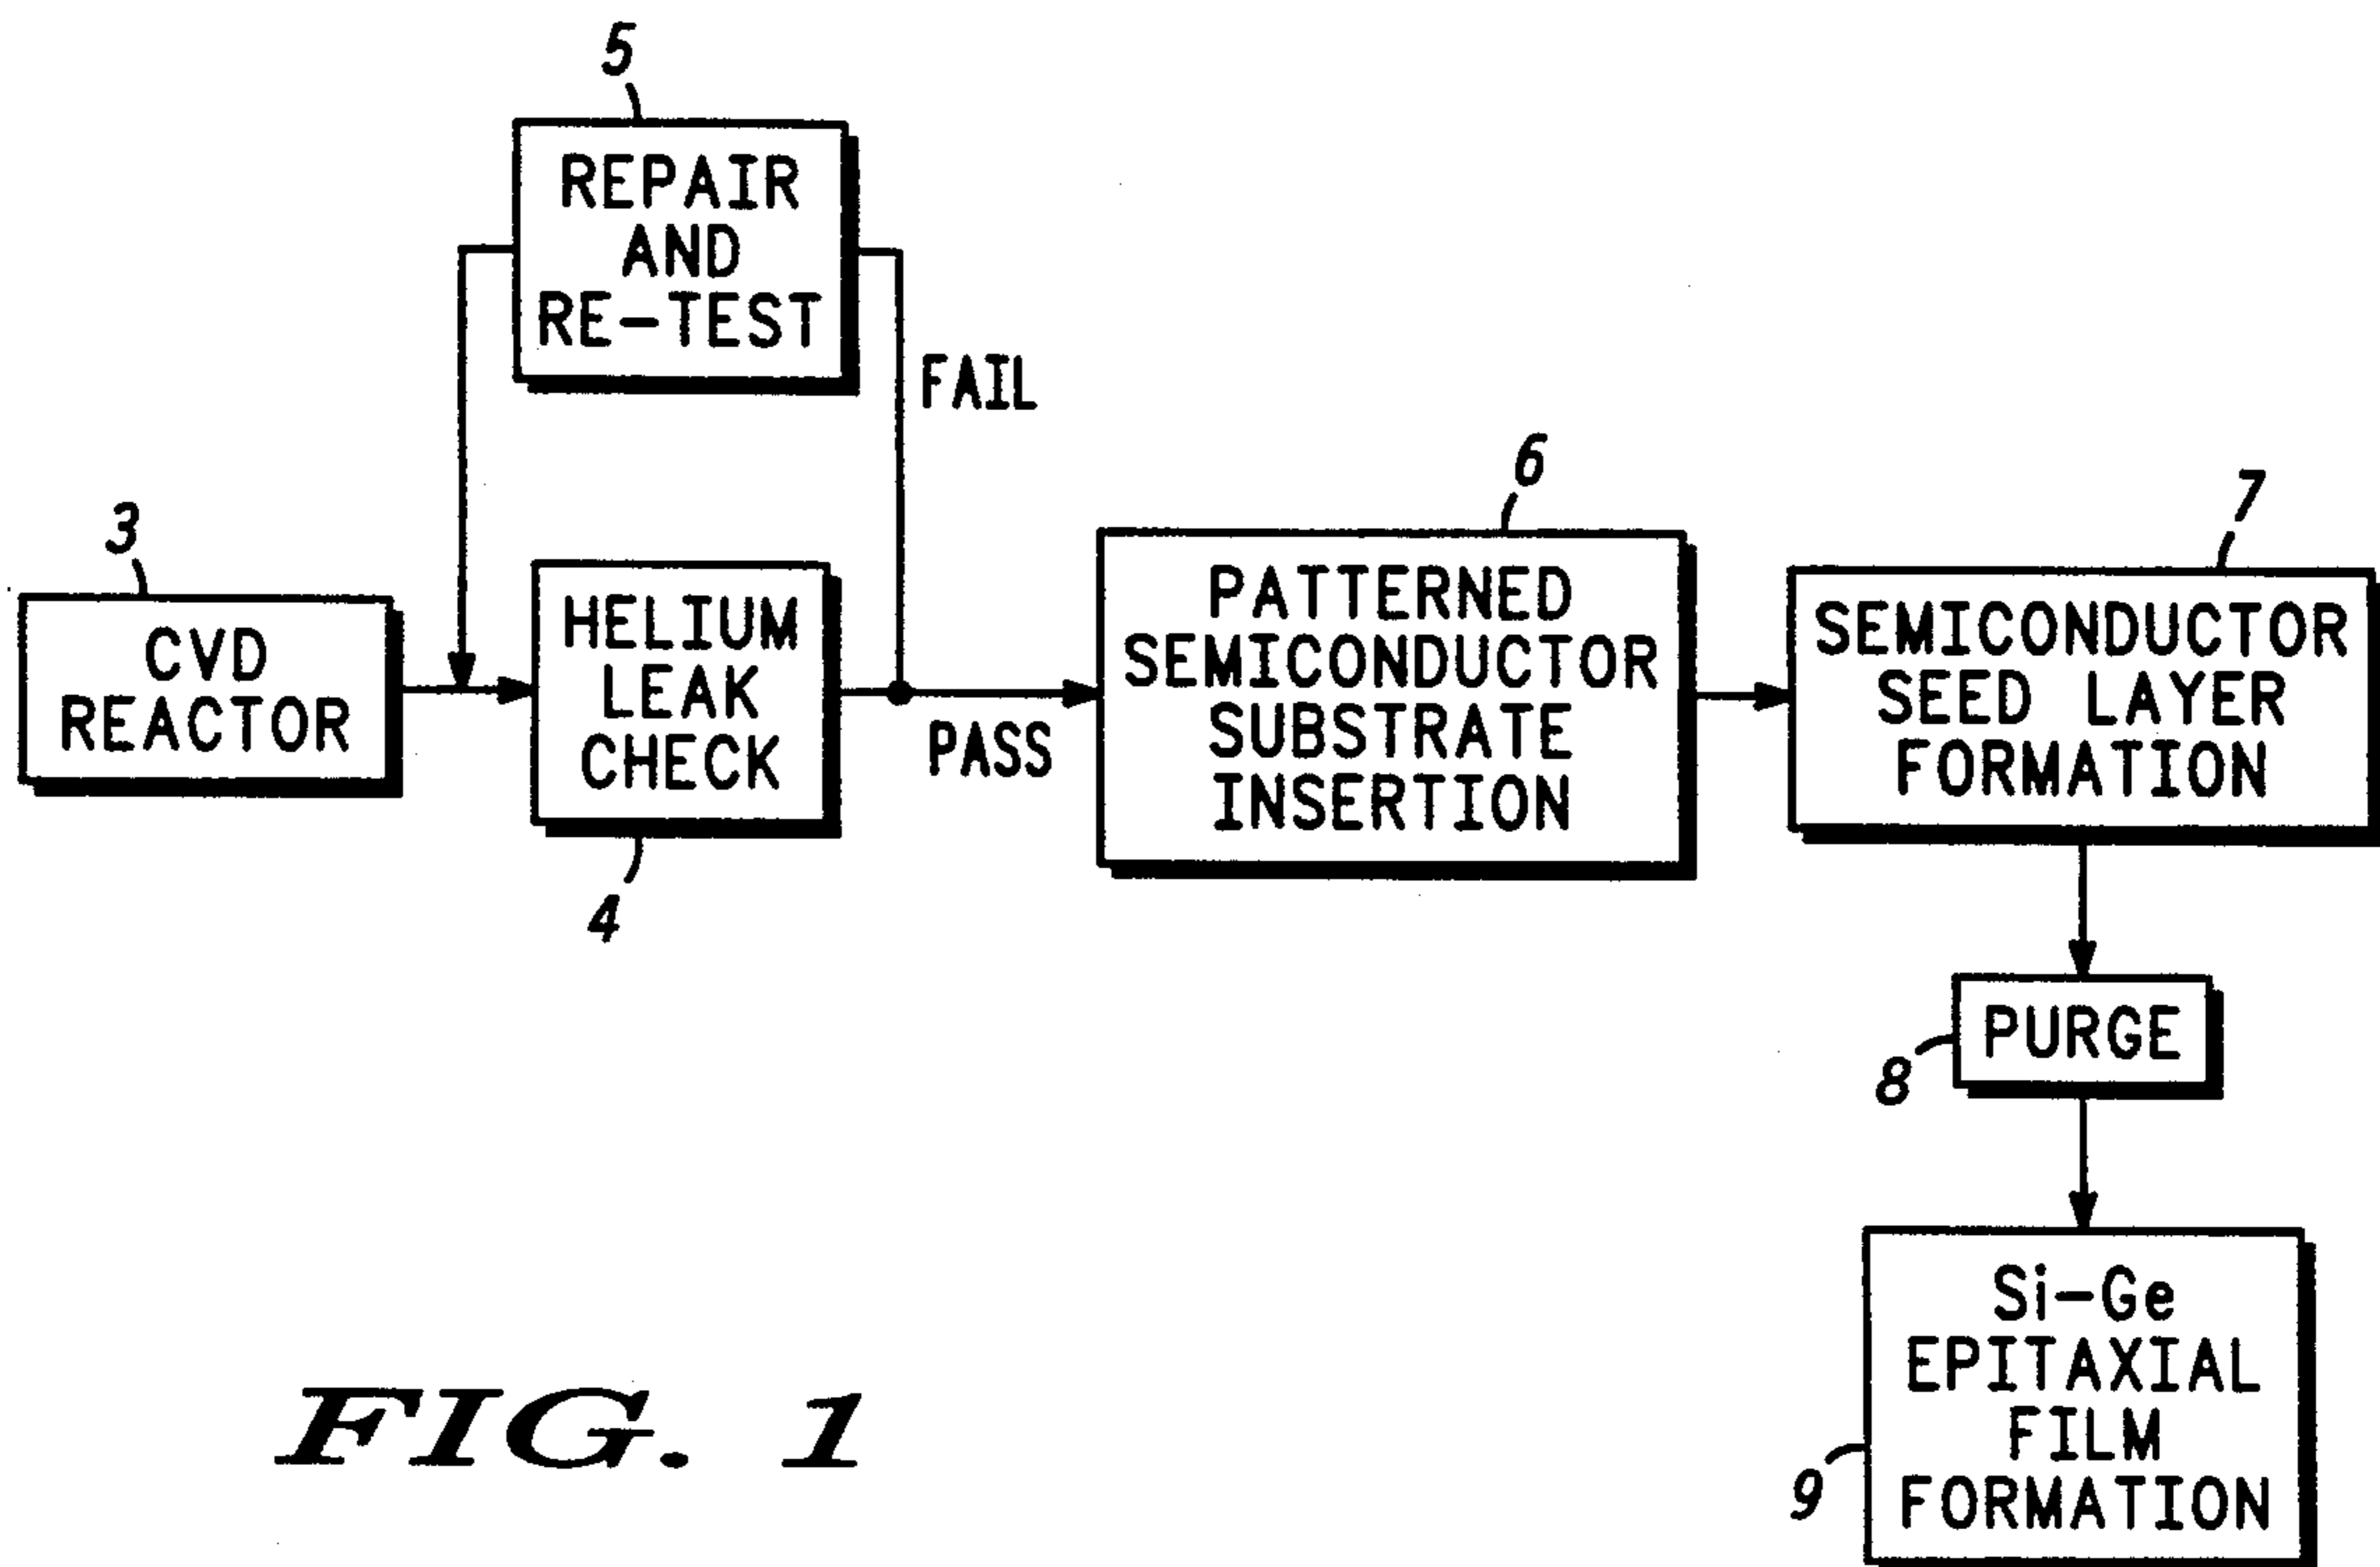 5
REPAIR
AND
RE-TEST
FAIL
3
CVD
REACTOR
HELIUM
LEAK
CHECK
4
PASS
6
PATTERNED
SEMICONDUCTOR
SUBSTRATE
INSERTION
7
SEMICONDUCTOR
SEED LAYER
FORMATION
8
PURGE
9
Si-Ge
EPITAXIAL
FILM
FORMATION
FIG. 1